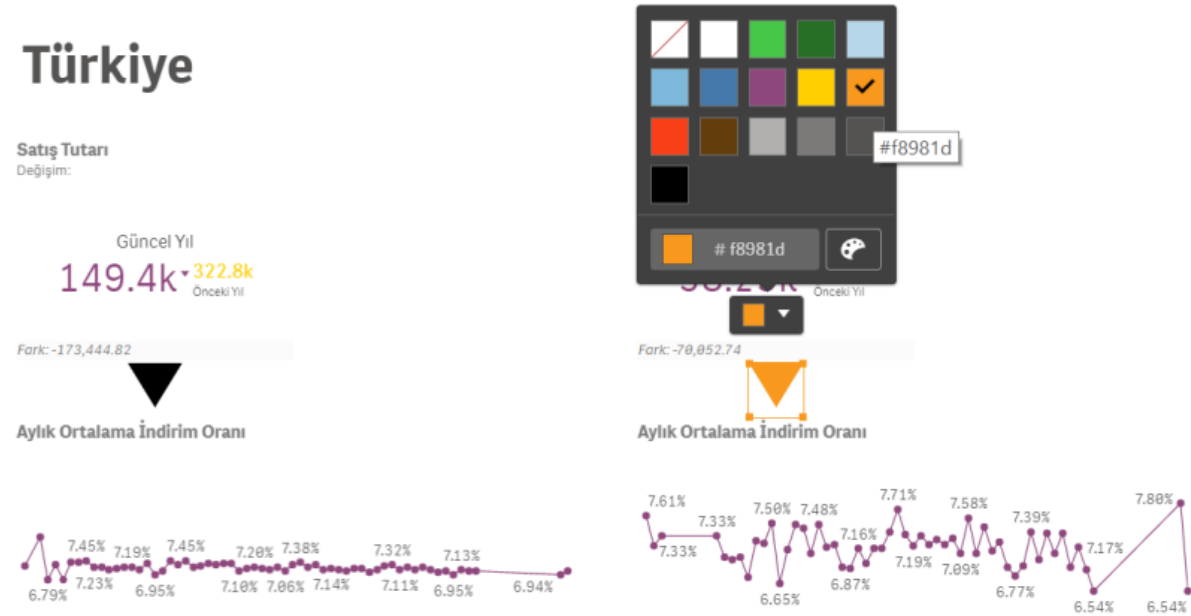 Türkiye
Satış Tutarı
Değişim:
Güncel Yıl
149.4k 322.8k
Önceki Yıl
Fark: -173,444.82
Aylık Ortalama İndirim Oranı
7.45% 7.19% 7.45% 7.20% 7.38% 7.32% 7.13%
6.79% 7.23% 6.95% 7.10% 7.06% 7.14% 7.11% 6.95% 6.94%
#f8981d
# f8981d
Önceki Yıl
Fark: -70,052.74
Aylık Ortalama İndirim Oranı
7.61% 7.33% 7.50% 7.48% 7.71% 7.58% 7.39% 7.80%
7.33% 6.65% 7.16% 6.87% 7.19% 7.09% 6.77% 7.17% 6.54% 6.54%